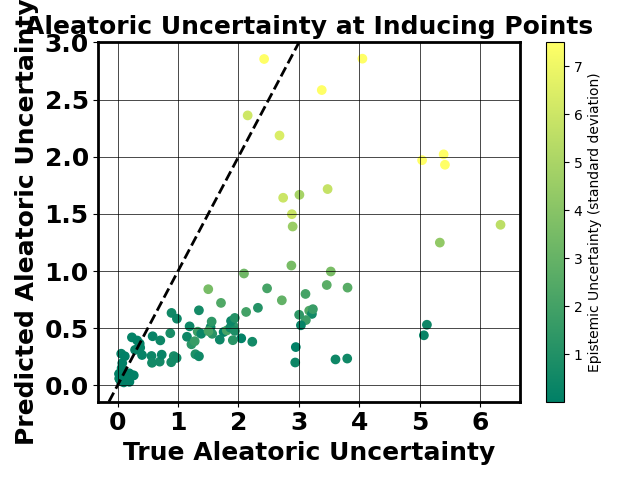 Aleatoric Uncertainty at Inducing Points
Predicted Aleatoric Uncertainty
3.0
2.5
2.0
1.5
1.0
0.5
0.0
0 1 2 3 4 5 6
True Aleatoric Uncertainty
7
6
5
4
3
2
1
Epistemic Uncertainty (standard deviation)